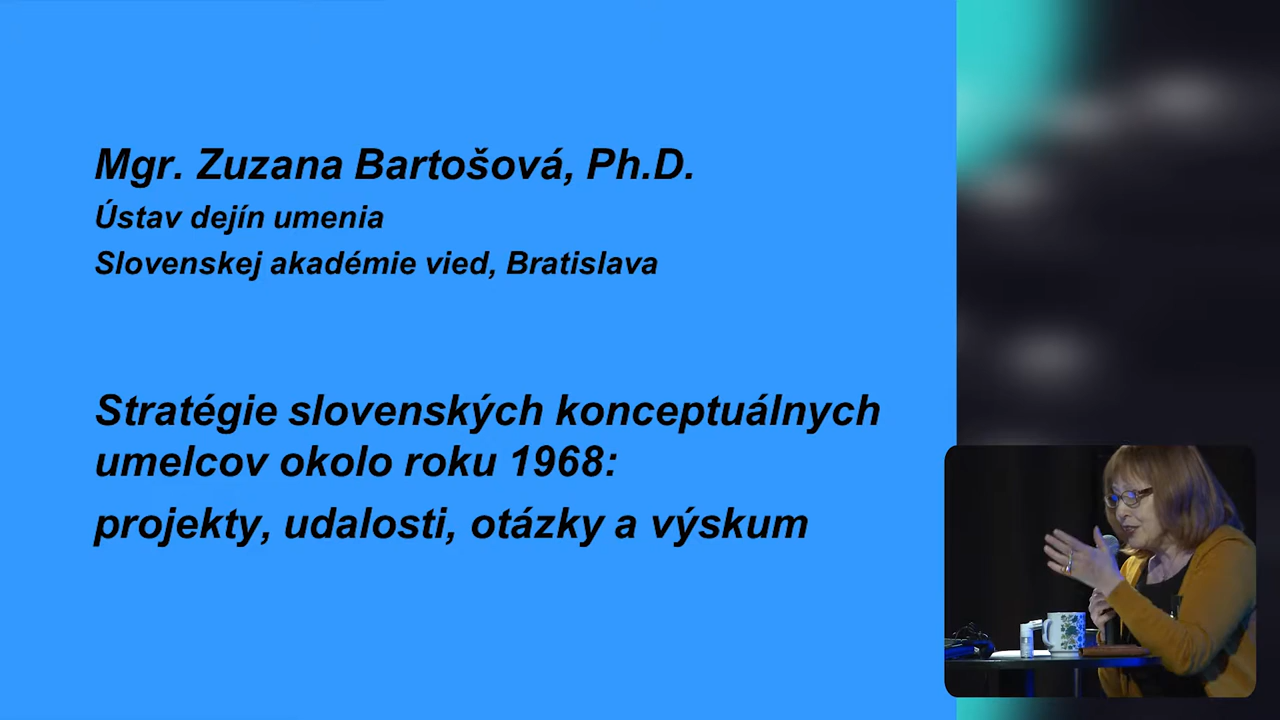 Mgr. Zuzana Bartošová, Ph.D.
Ústav dejín umenia
Slovenskej akadémie vied, Bratislava
Stratégie slovenských konceptuálnych
umelcov okolo roku 1968:
projekty, udalosti, otázky a výskum